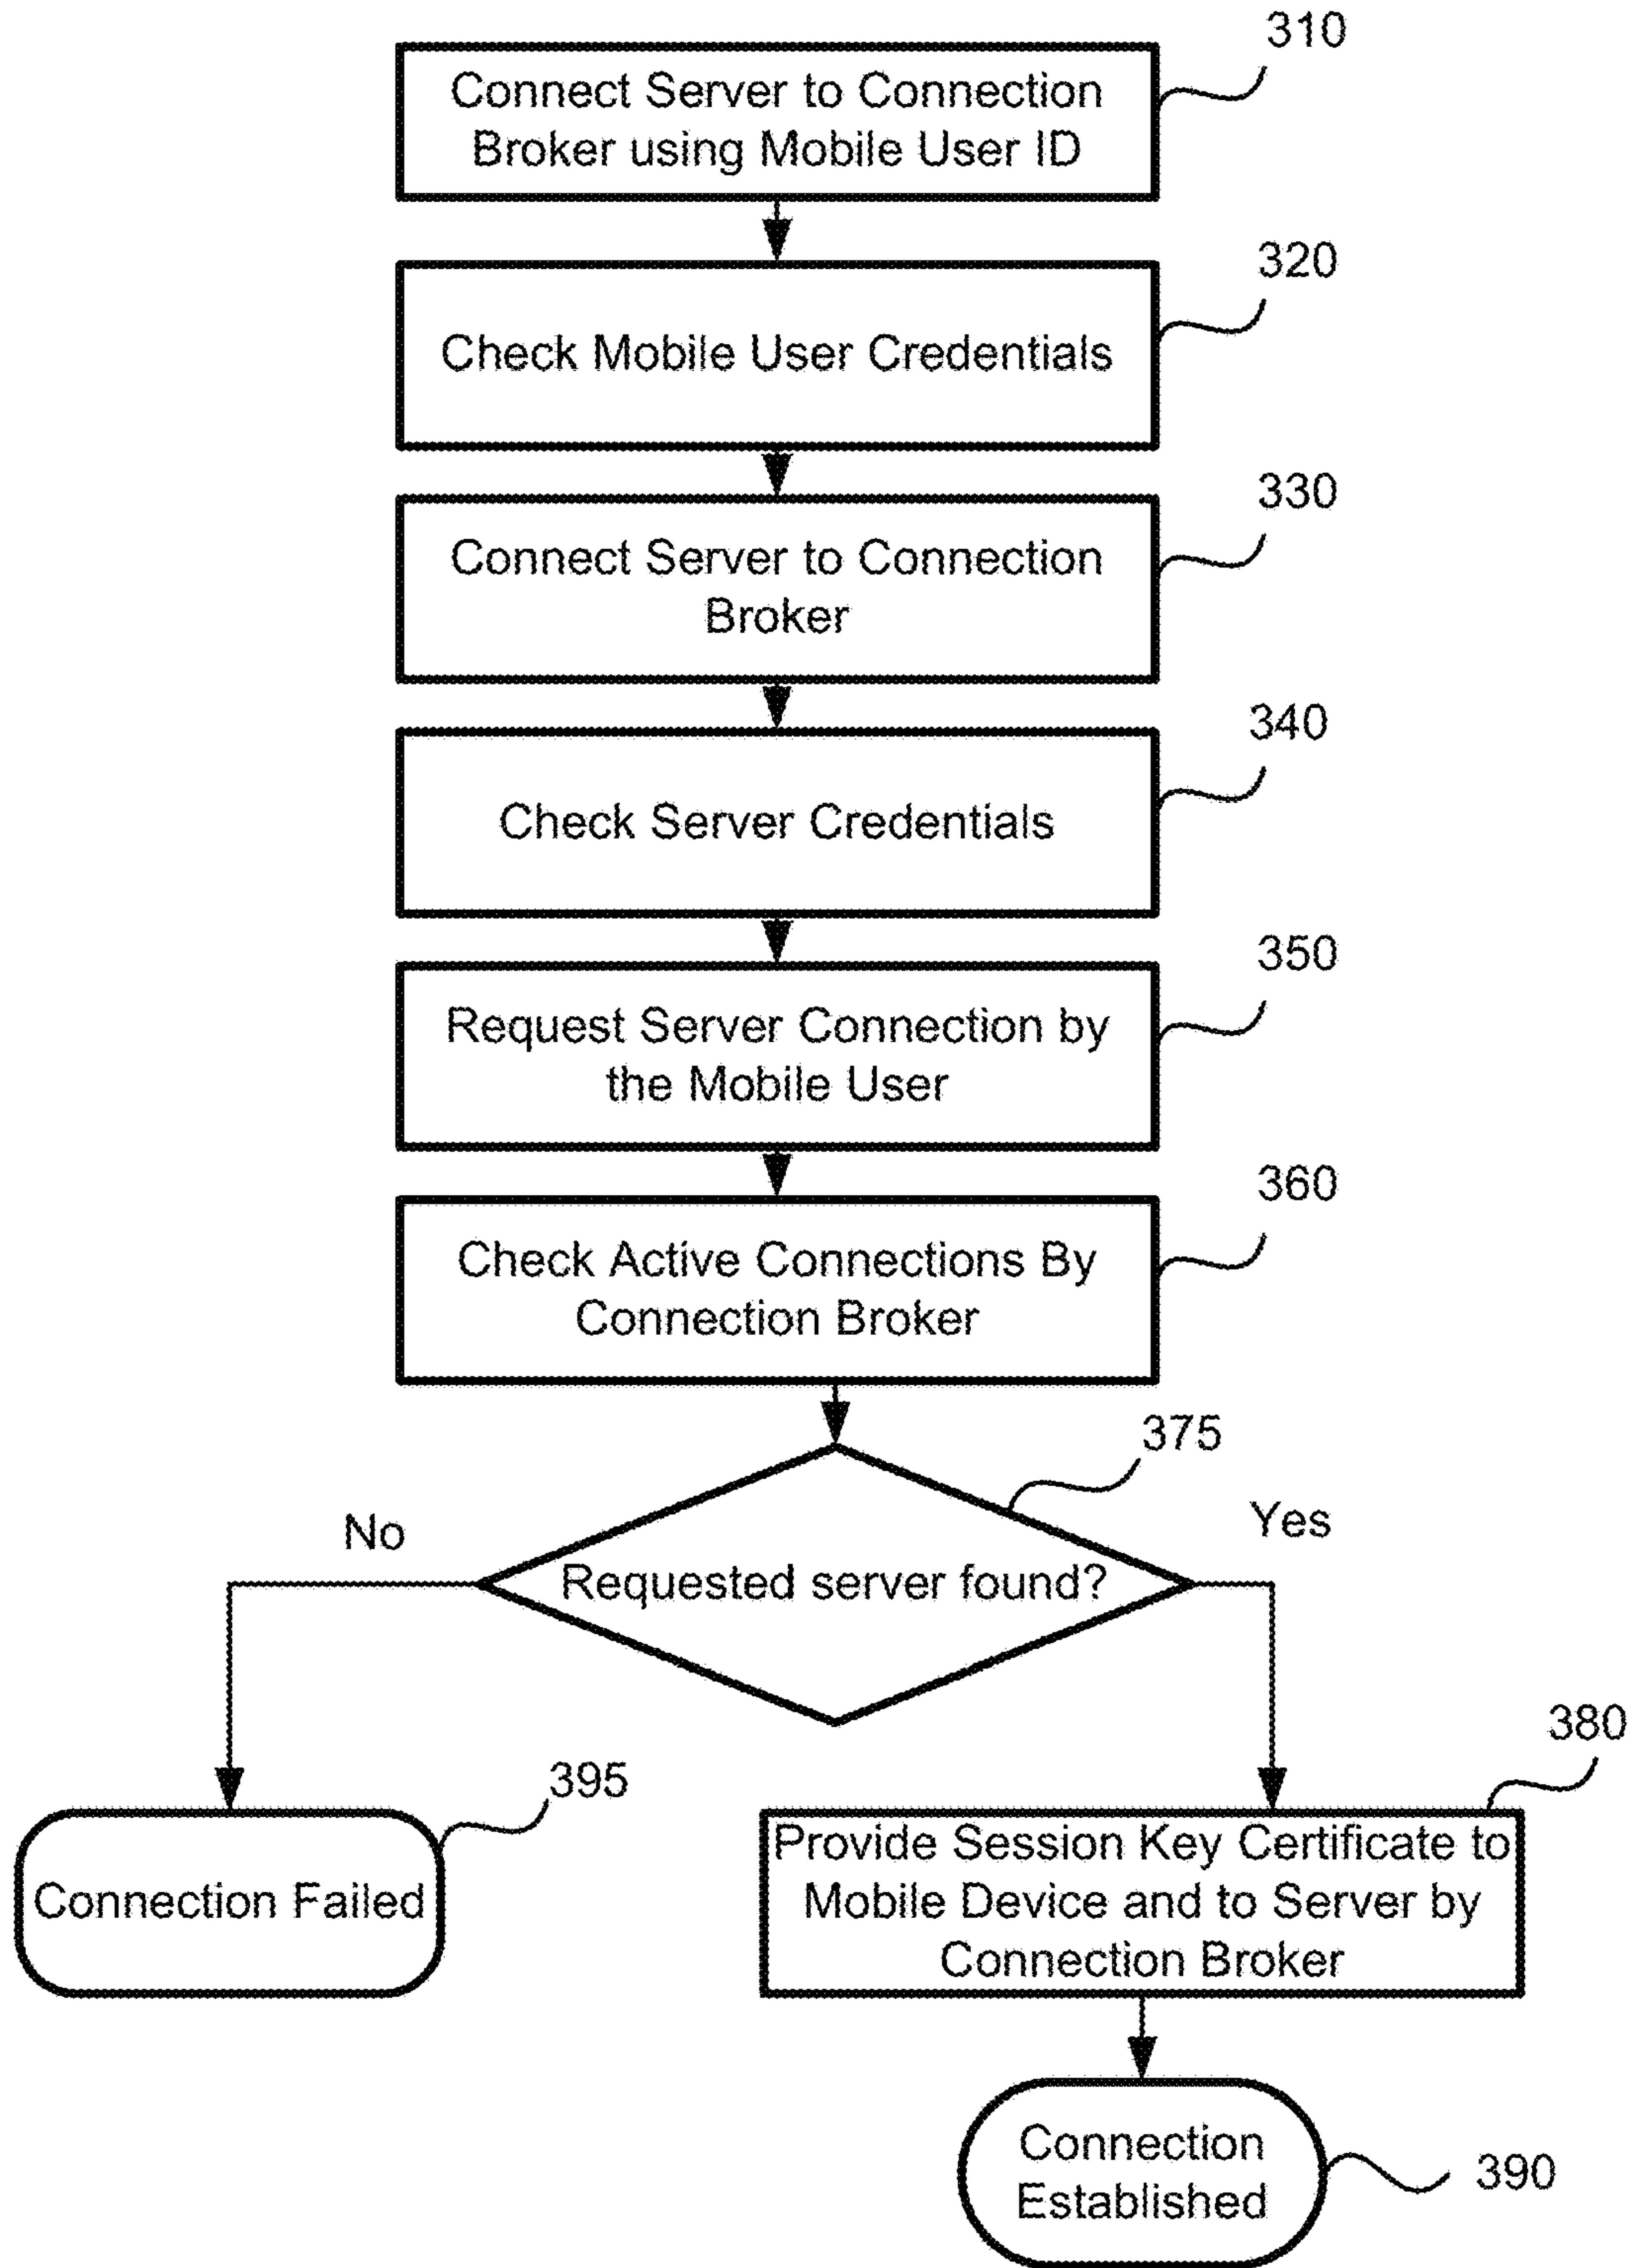 310
Connect Server to Connection
Broker using Mobile User ID
320
Check Mobile User Credentials
330
Connect Server to Connection
Broker
340
Check Server Credentials
350
Request Server Connection by
the Mobile User
360
Check Active Connections By
Connection Broker
375
No
Yes
Requested server found?
380
395
Provide Session Key Certificate to
Mobile Device and to Server by
Connection Broker
Connection Failed
Connection
Established
390